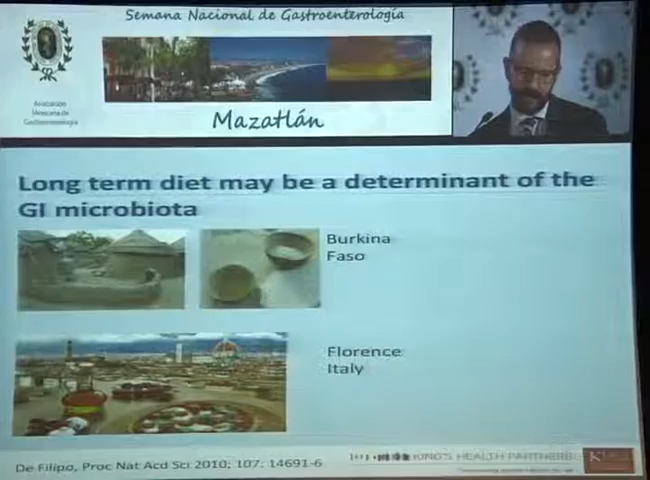 Semana Nacional de Gastroenterología
Asociación
Mexicana de
Gastroenterología
Mazatlán
Long term diet may be a determinant of the
GI microbiota
Burkina
Faso
Florence
Italy
De Filipo, Proc Nat Acd Sci 2010; 107: 14691-6
KING'S HEALTH PARTNERS